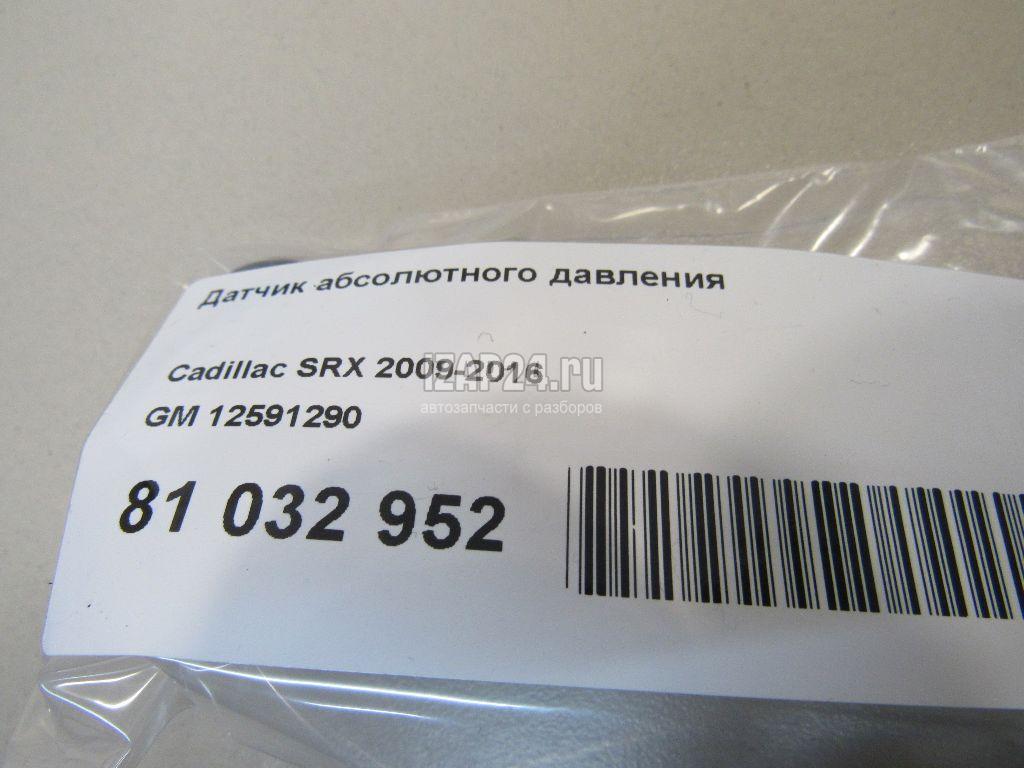 Датчик абсолютного давления
Cadillac SRX 2009-2016
iZAP24.ru
автозапчасти с разборов
GM 12591290
81 032 952